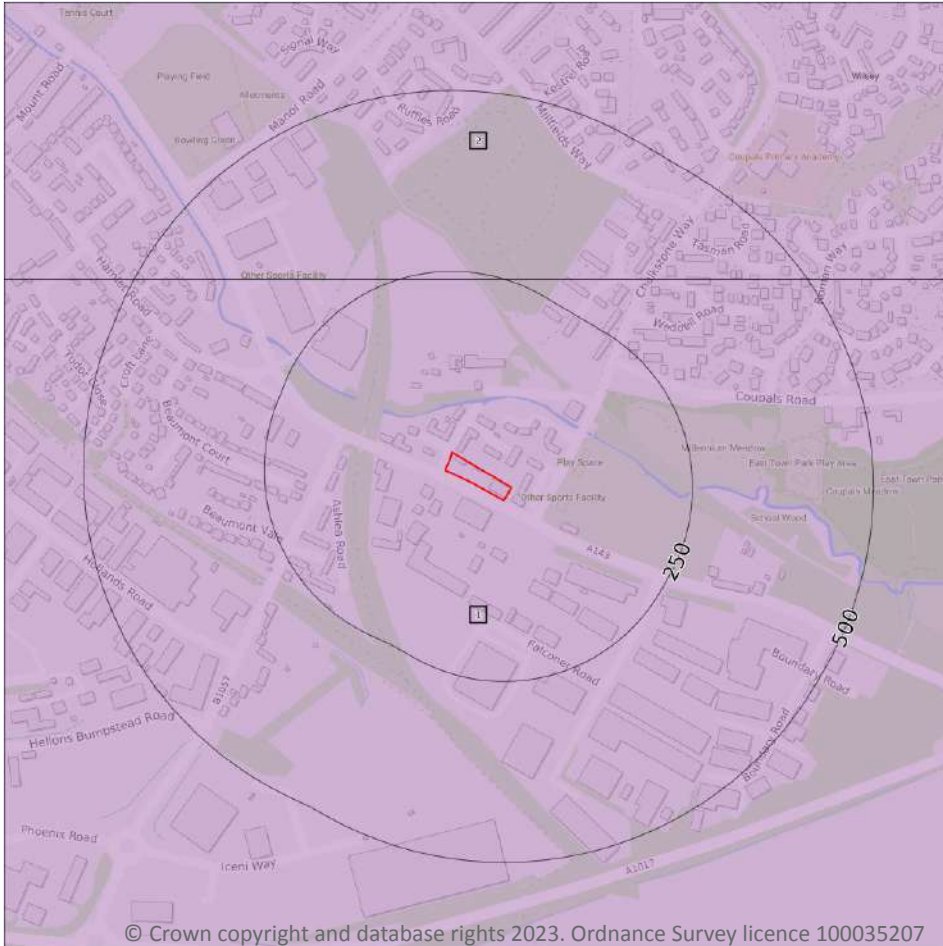 Tennis Court
Signal Way
Kestrel Road
Mount Road
Playing Field
Allotments
Manor Road
Wilsey
Ruffles Road
Millfields Way
Bowling Green
2
Coupals Primary Academy
Chalkstone Way
Tasman Road
Roman Way
Other Sports Facility
Hamlet Road
Weddell Road
Croft Lane
Coupals Road
Beaumont Court
Millennium Meadow
Play Space
East Town Park Play Area
East Town Park
Coupals Meadow
Other Sports Facility
School Wood
Beaumont Vale
Ashlea Road
A143
250
Hollands Road
1
500
Falconer Road
Boundary Road
A1017
Helions Bumpstead Road
Boundary Road
Phoenix Road
Iceni Way
A1017
© Crown copyright and database rights 2023. Ordnance Survey licence 100035207